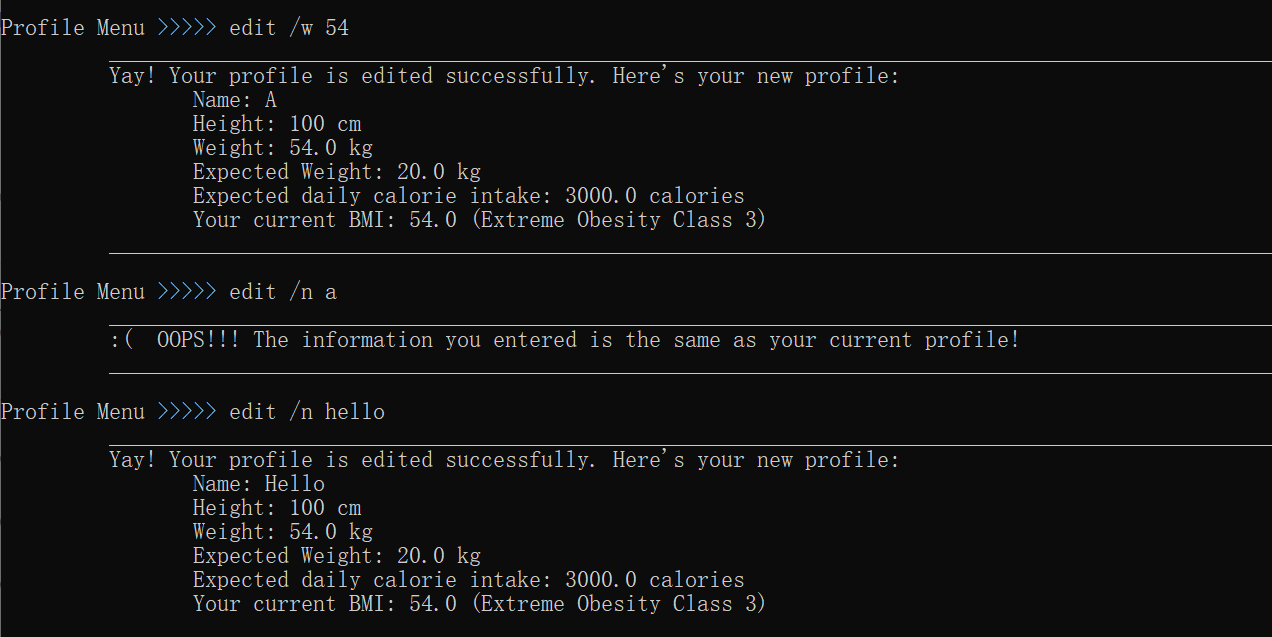 Profile Menu >>>>> edit /w 54
Yay! Your profile is edited successfully. Here's your new profile:
Name: A
Height: 100 cm
Weight: 54.0 kg
Expected Weight: 20.0 kg
Expected daily calorie intake: 3000.0 calories
Your current BMI: 54.0 (Extreme Obesity Class 3)
Profile Menu >>>>> edit /n a
:(  OOPS!!! The information you entered is the same as your current profile!
Profile Menu >>>>> edit /n hello
Yay! Your profile is edited successfully. Here's your new profile:
Name: Hello
Height: 100 cm
Weight: 54.0 kg
Expected Weight: 20.0 kg
Expected daily calorie intake: 3000.0 calories
Your current BMI: 54.0 (Extreme Obesity Class 3)